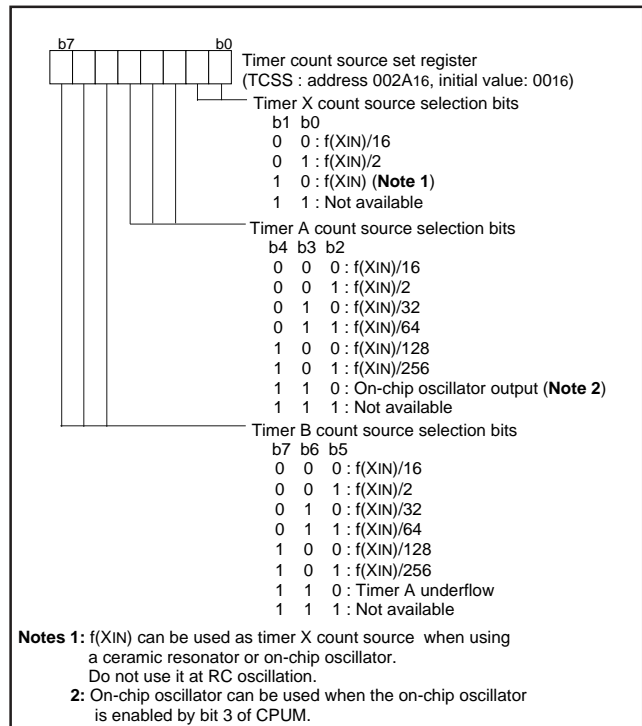 b7 b0
Timer count source set register
(TCSS : address 002A16, initial value: 0016)
Timer X count source selection bits
b1 b0
0 0 : f(XIN)/16
0 1 : f(XIN)/2
1 0 : f(XIN) (Note 1)
1 1 : Not available
Timer A count source selection bits
b4 b3 b2
0 0 0 : f(XIN)/16
0 0 1 : f(XIN)/2
0 1 0 : f(XIN)/32
0 1 1 : f(XIN)/64
1 0 0 : f(XIN)/128
1 0 1 : f(XIN)/256
1 1 0 : On-chip oscillator output (Note 2)
1 1 1 : Not available
Timer B count source selection bits
b7 b6 b5
0 0 0 : f(XIN)/16
0 0 1 : f(XIN)/2
0 1 0 : f(XIN)/32
0 1 1 : f(XIN)/64
1 0 0 : f(XIN)/128
1 0 1 : f(XIN)/256
1 1 0 : Timer A underflow
1 1 1 : Not available
Notes 1: f(XIN) can be used as timer X count source when using
a ceramic resonator or on-chip oscillator.
Do not use it at RC oscillation.
2: On-chip oscillator can be used when the on-chip oscillator
is enabled by bit 3 of CPUM.